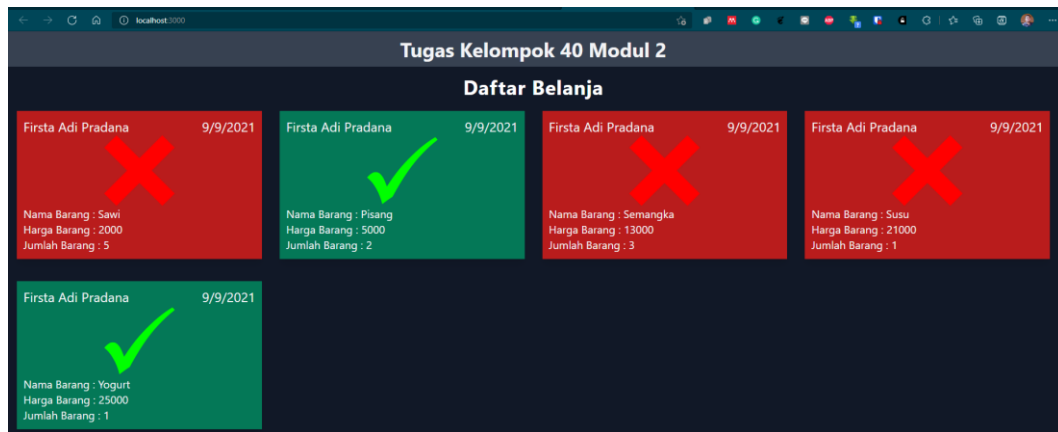 localhost:3000
Tugas Kelompok 40 Modul 2
Daftar Belanja
Firsta Adi Pradana 9/9/2021
Nama Barang : Sawi
Harga Barang : 2000
Jumlah Barang : 5
Firsta Adi Pradana 9/9/2021
Nama Barang : Pisang
Harga Barang : 5000
Jumlah Barang : 2
Firsta Adi Pradana 9/9/2021
Nama Barang : Semangka
Harga Barang : 13000
Jumlah Barang : 3
Firsta Adi Pradana 9/9/2021
Nama Barang : Susu
Harga Barang : 21000
Jumlah Barang : 1
Firsta Adi Pradana 9/9/2021
Nama Barang : Yogurt
Harga Barang : 25000
Jumlah Barang : 1